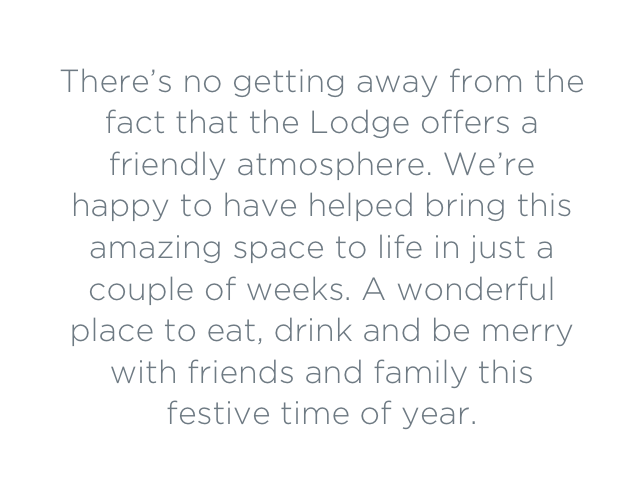 There’s no getting away from the
fact that the Lodge offers a
friendly atmosphere. We’re
happy to have helped bring this
amazing space to life in just a
couple of weeks. A wonderful
place to eat, drink and be merry
with friends and family this
festive time of year.